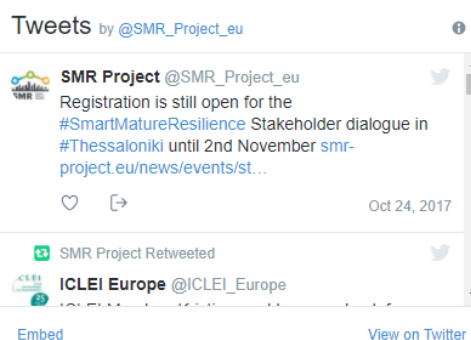 Tweets by @SMR_Project_eu
SMR Project @SMR_Project_eu
Registration is still open for the
#SmartMatureResilience Stakeholder dialogue in
#Thessaloniki until 2nd November smr-
project.eu/news/events/st…
Oct 24, 2017
SMR Project Retweeted
ICLEI Europe @ICLEI_Europe
Embed View on Twitter